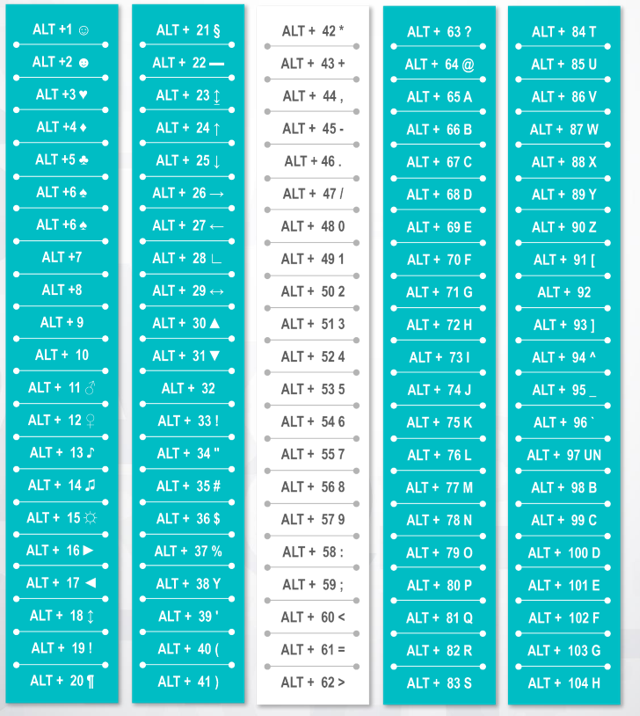 ALT +1 ☺
ALT +2 ☻
ALT +3 ♥
ALT +4 ♦
ALT +5 ♣
ALT +6 ♠
ALT +6 ♠
ALT +7
ALT +8
ALT + 9
ALT + 10
ALT + 11 ♂
ALT + 12 ♀
ALT + 13 ♪
ALT + 14 ♫
ALT + 15 ☼
ALT + 16 ►
ALT + 17 ◄
ALT + 18 ↕
ALT + 19 !
ALT + 20 ¶
ALT + 21 §
ALT + 22 ▬
ALT + 23 ↨
ALT + 24 ↑
ALT + 25 ↓
ALT + 26 →
ALT + 27 ←
ALT + 28 ∟
ALT + 29 ↔
ALT + 30 ▲
ALT + 31 ▼
ALT + 32
ALT + 33 !
ALT + 34 "
ALT + 35 #
ALT + 36 $
ALT + 37 %
ALT + 38 Y
ALT + 39 '
ALT + 40 (
ALT + 41 )
ALT + 42 *
ALT + 43 +
ALT + 44 ,
ALT + 45 -
ALT + 46 .
ALT + 47 /
ALT + 48 0
ALT + 49 1
ALT + 50 2
ALT + 51 3
ALT + 52 4
ALT + 53 5
ALT + 54 6
ALT + 55 7
ALT + 56 8
ALT + 57 9
ALT + 58 :
ALT + 59 ;
ALT + 60 <
ALT + 61 =
ALT + 62 >
ALT + 63 ?
ALT + 64 @
ALT + 65 A
ALT + 66 B
ALT + 67 C
ALT + 68 D
ALT + 69 E
ALT + 70 F
ALT + 71 G
ALT + 72 H
ALT + 73 I
ALT + 74 J
ALT + 75 K
ALT + 76 L
ALT + 77 M
ALT + 78 N
ALT + 79 O
ALT + 80 P
ALT + 81 Q
ALT + 82 R
ALT + 83 S
ALT + 84 T
ALT + 85 U
ALT + 86 V
ALT + 87 W
ALT + 88 X
ALT + 89 Y
ALT + 90 Z
ALT + 91 [
ALT + 92
ALT + 93 ]
ALT + 94 ^
ALT + 95 _
ALT + 96 `
ALT + 97 UN
ALT + 98 B
ALT + 99 C
ALT + 100 D
ALT + 101 E
ALT + 102 F
ALT + 103 G
ALT + 104 H